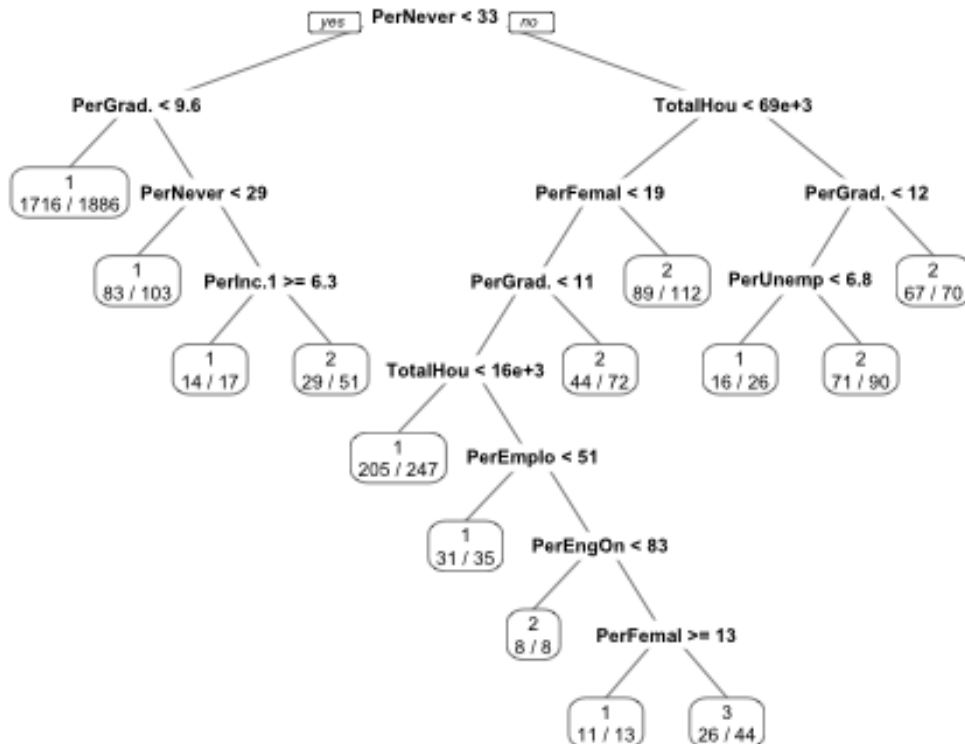 yes PerNever < 33 no
PerGrad. < 9.6 TotalHou < 69e+3
1
1716 / 1886
PerNever < 29 PerFemal < 19 PerGrad. < 12
1
83 / 103
PerInc.1 >= 6.3 PerGrad. < 11
2
89 / 112
PerUnemp < 6.8
2
67 / 70
1
14 / 17
2
29 / 51
TotalHou < 16e+3
2
44 / 72
1
16 / 26
2
71 / 90
1
205 / 247
PerEmplo < 51
1
31 / 35
PerEngOn < 83
2
8 / 8
PerFemal >= 13
1
11 / 13
3
26 / 44